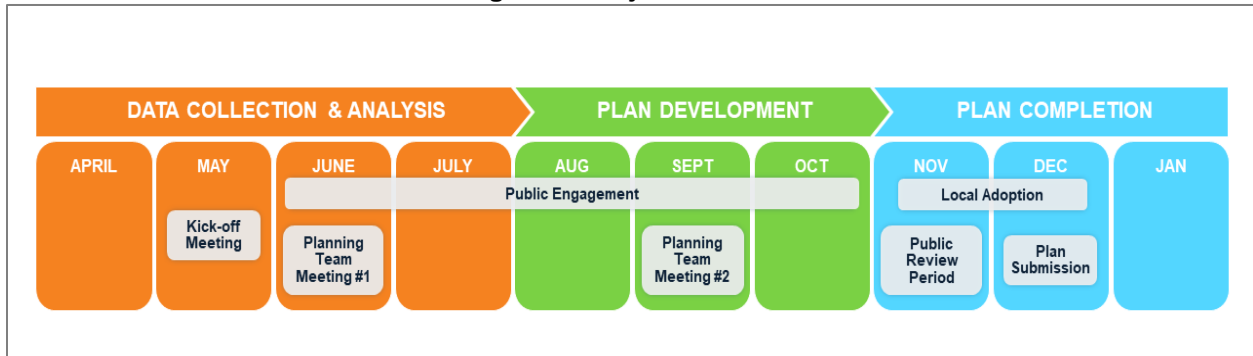 DATA COLLECTION & ANALYSIS
PLAN DEVELOPMENT
PLAN COMPLETION
APRIL
MAY
JUNE
JULY
AUG
SEPT
OCT
NOV
DEC
JAN
Public Engagement
Local Adoption
Kick-off
Meeting
Planning
Team
Meeting #1
Planning
Team
Meeting #2
Public
Review
Period
Plan
Submission